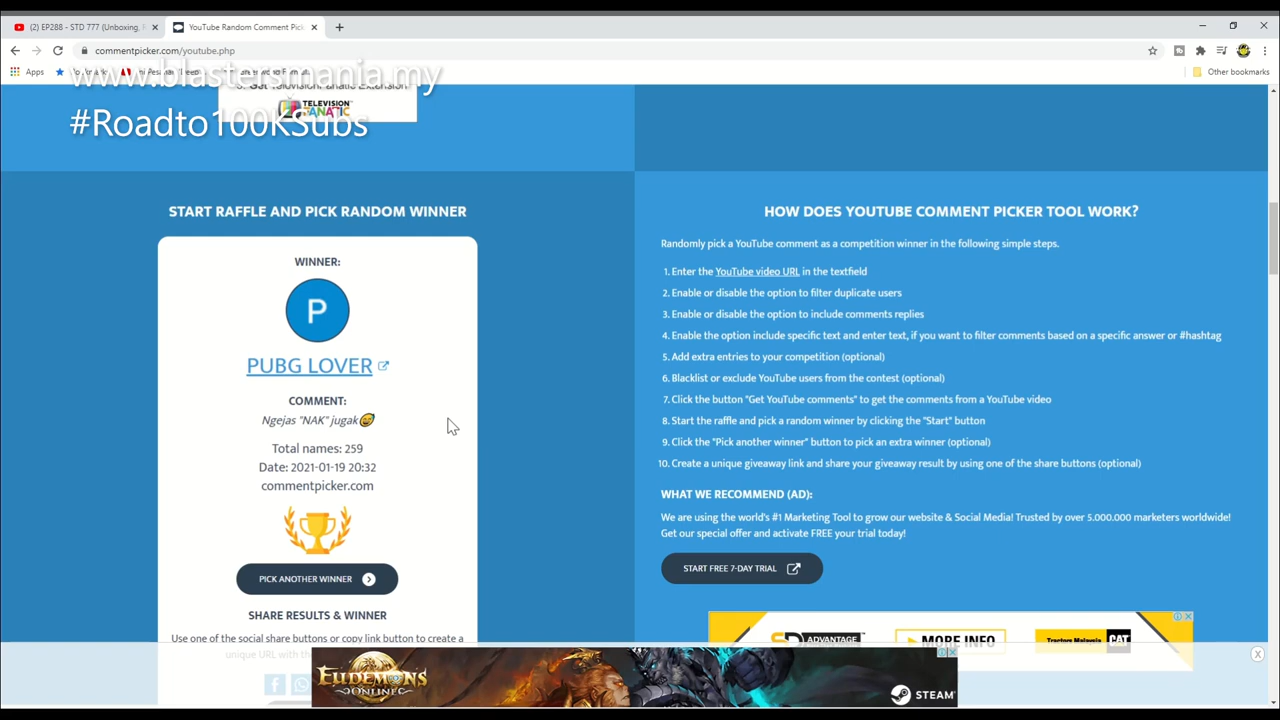 (2) EP288 - STD 777 (Unboxing, R
YouTube Random Comment Pick
commentpicker.com/youtube.php
Apps
Other bookmarks
www.blastersmania.my
#Roadto100KSubs
Get TelevisionFanatic Extension
TELEVISION
FANATIC
START RAFFLE AND PICK RANDOM WINNER
WINNER:
P
PUBG LOVER
COMMENT:
Ngejas "NAK" jugak😅
Total names: 259
Date: 2021-01-19 20:32
commentpicker.com
PICK ANOTHER WINNER
SHARE RESULTS & WINNER
Use one of the social share buttons or copy link button to create a
unique URL with th
HOW DOES YOUTUBE COMMENT PICKER TOOL WORK?
Randomly pick a YouTube comment as a competition winner in the following simple steps.
1. Enter the YouTube video URL in the textfield
2. Enable or disable the option to filter duplicate users
3. Enable or disable the option to include comments replies
4. Enable the option include specific text and enter text, if you want to filter comments based on a specific answer or #hashtag
5. Add extra entries to your competition (optional)
6. Blacklist or exclude YouTube users from the contest (optional)
7. Click the button "Get YouTube comments" to get the comments from a YouTube video
8. Start the raffle and pick a random winner by clicking the "Start" button
9. Click the "Pick another winner" button to pick an extra winner (optional)
10. Create a unique giveaway link and share your giveaway result by using one of the share buttons (optional)
WHAT WE RECOMMEND (AD):
We are using the world's #1 Marketing Tool to grow our website & Social Media! Trusted by over 5.000.000 marketers worldwide!
Get our special offer and activate FREE your trial today!
START FREE 7-DAY TRIAL
ADVANTAGE
MORE INFO
Tractors Malaysia CAT
ELDEMONS
ONLINE
STEAM